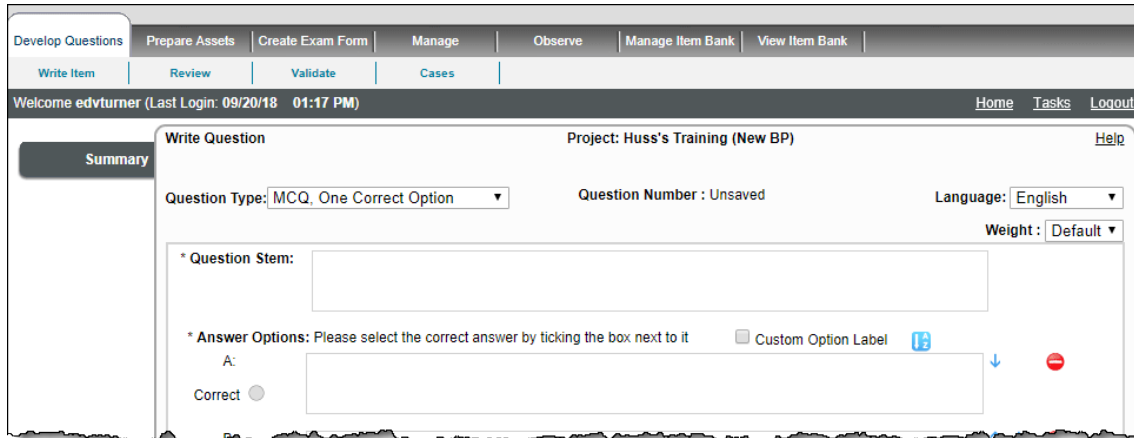 Develop Questions Prepare Assets Create Exam Form Manage Observe Manage Item Bank View Item Bank
Write Item Review Validate Cases
Welcome edvturner (Last Login: 09/20/18 01:17 PM) Home Tasks Logout
Summary
Write Question Project: Huss's Training (New BP) Help
Question Type: MCQ, One Correct Option Question Number : Unsaved Language: English
Weight : Default
* Question Stem:
* Answer Options: Please select the correct answer by ticking the box next to it Custom Option Label
A:
Correct